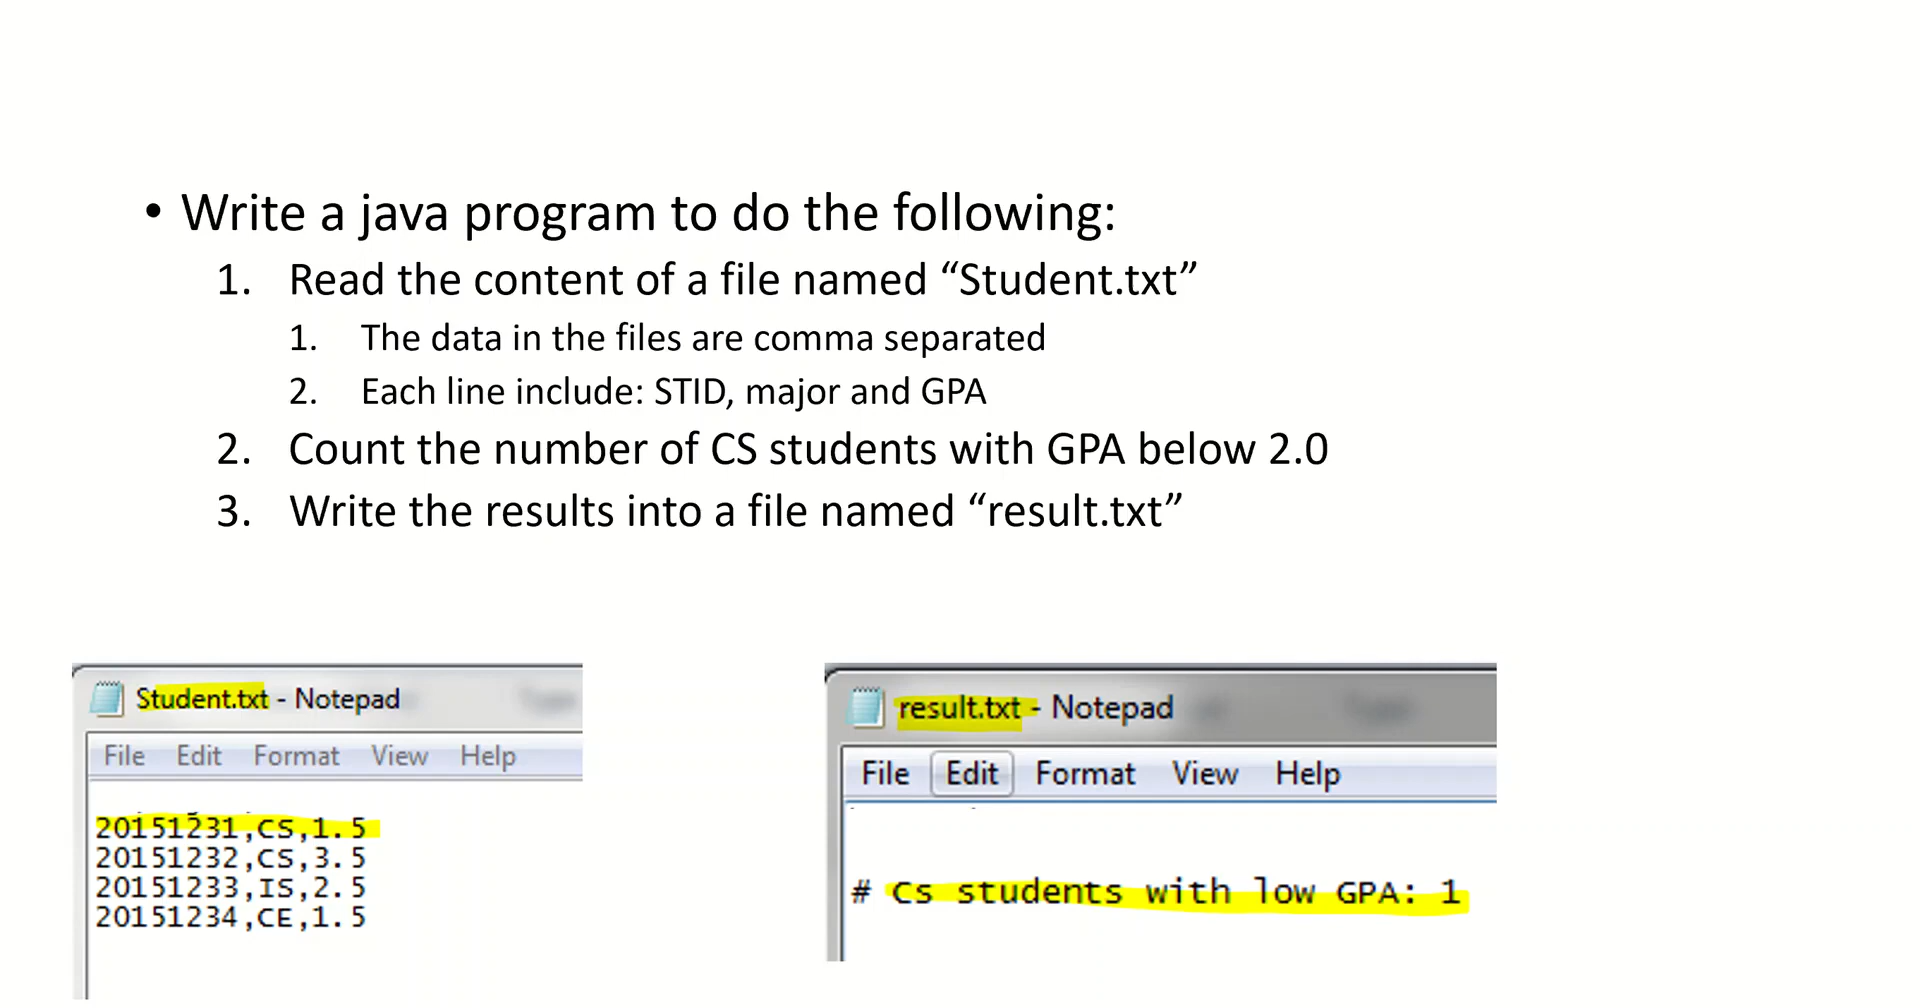 • Write a java program to do the following:
1. Read the content of a file named “Student.txt”
1. The data in the files are comma separated
2. Each line include: STID, major and GPA
2. Count the number of CS students with GPA below 2.0
3. Write the results into a file named “result.txt”
Student.txt - Notepad
File Edit Format View Help
20151231,CS,1.5
20151232,CS,3.5
20151233,IS,2.5
20151234,CE,1.5
result.txt - Notepad
File Edit Format View Help
# Cs students with low GPA: 1